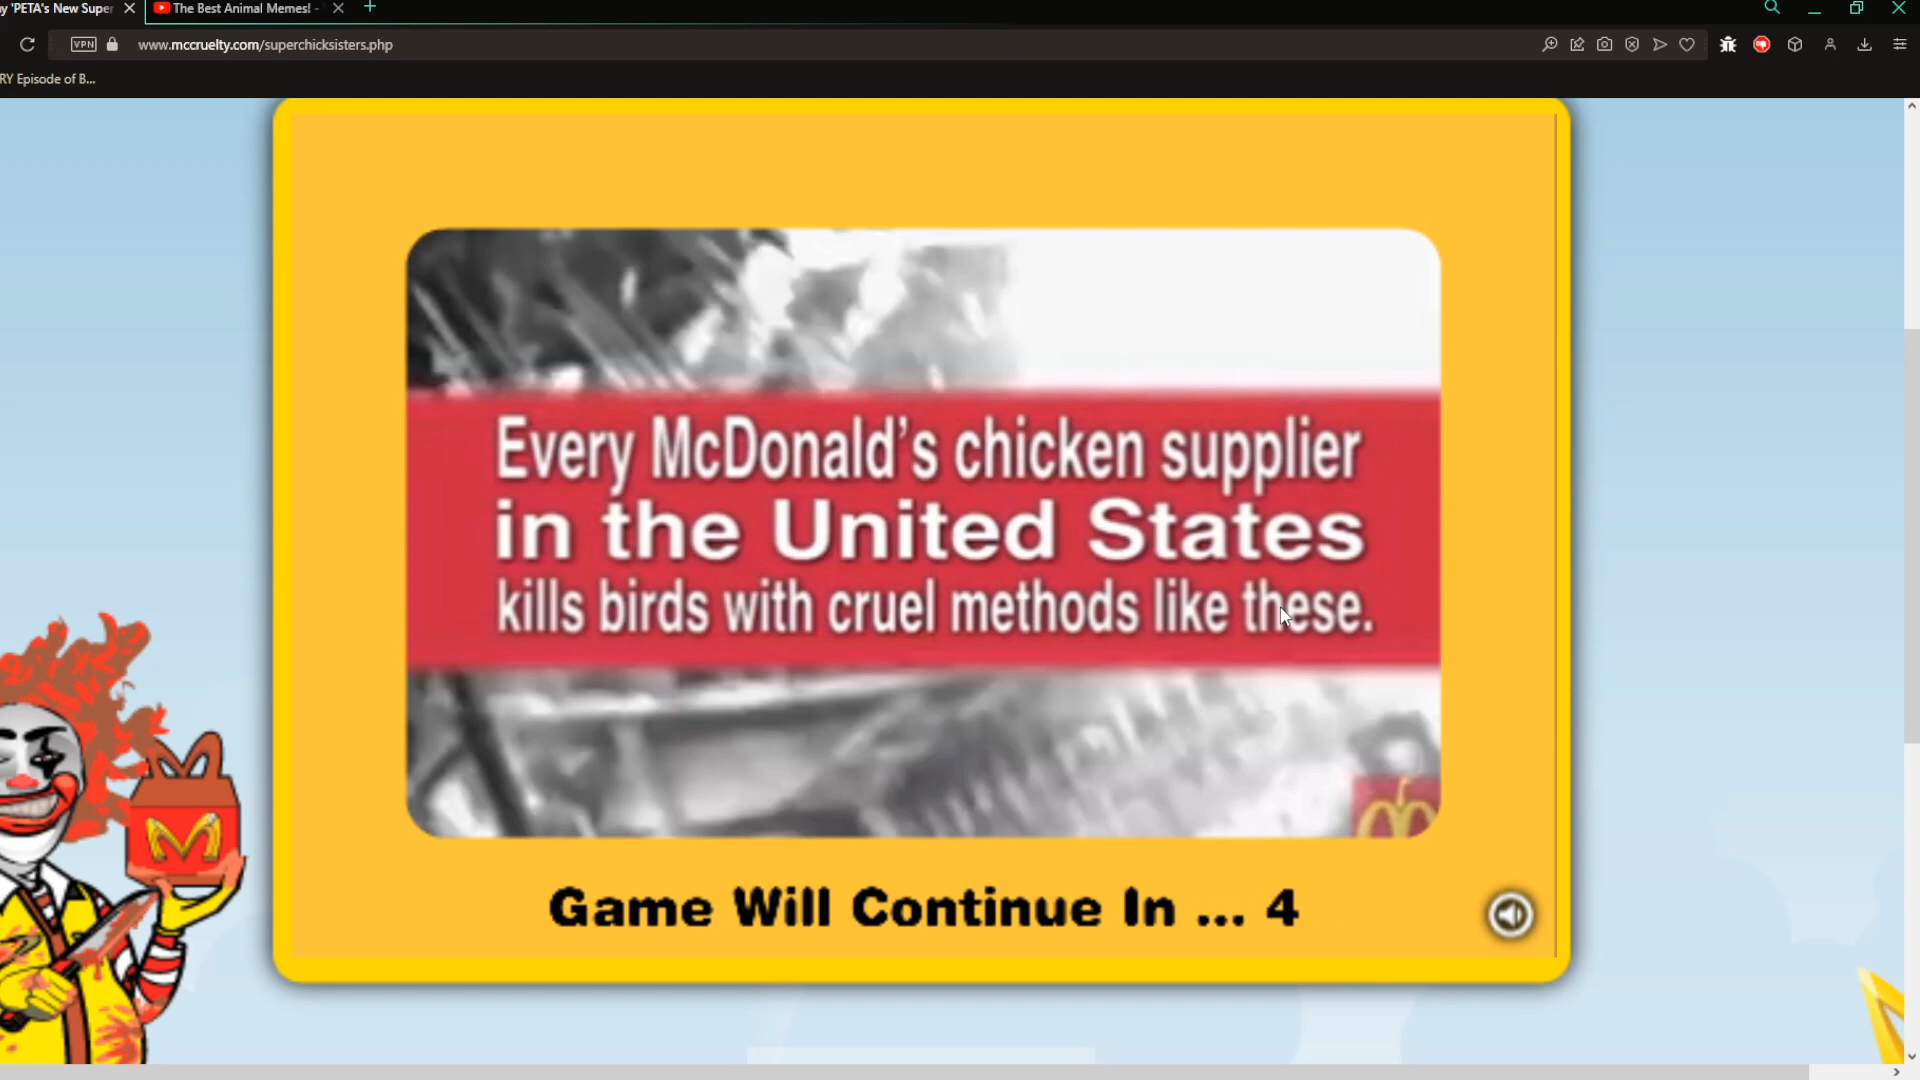 y 'PETA's New Super
The Best Animal Memes! -
VPN
www.mccruelty.com/superchicksisters.php
RY Episode of B...
Every McDonald's chicken supplier
in the United States
kills birds with cruel methods like these.
Game Will Continue In ... 4